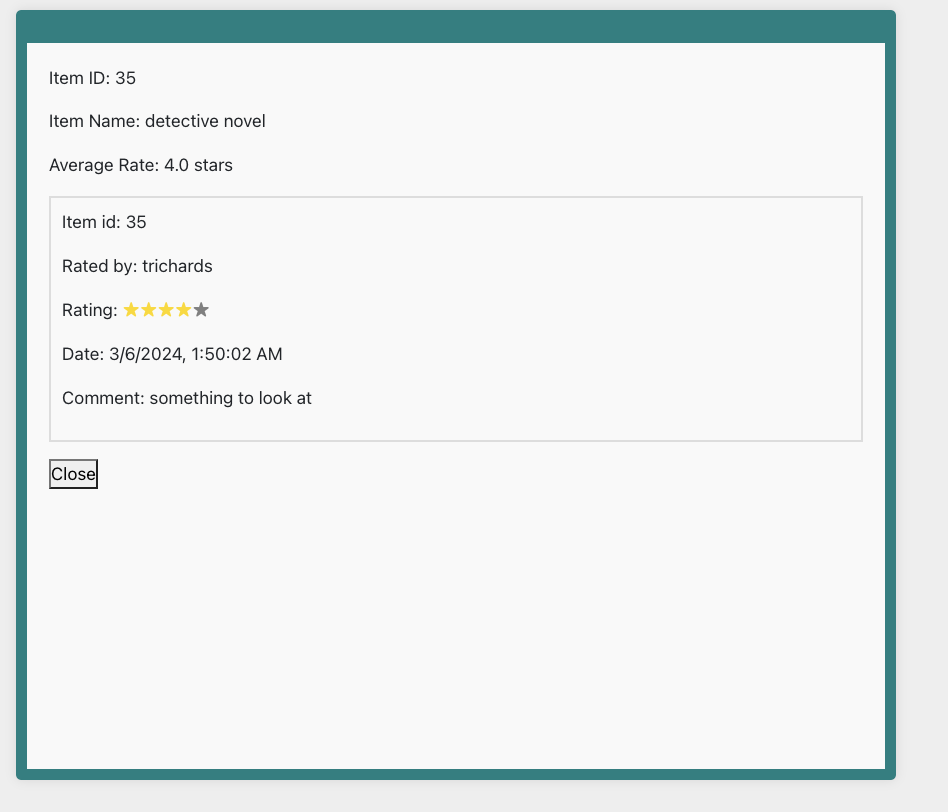 Item ID: 35
Item Name: detective novel
Average Rate: 4.0 stars
Item id: 35
Rated by: trichards
Rating: ★★★★★
Date: 3/6/2024, 1:50:02 AM
Comment: something to look at
Close